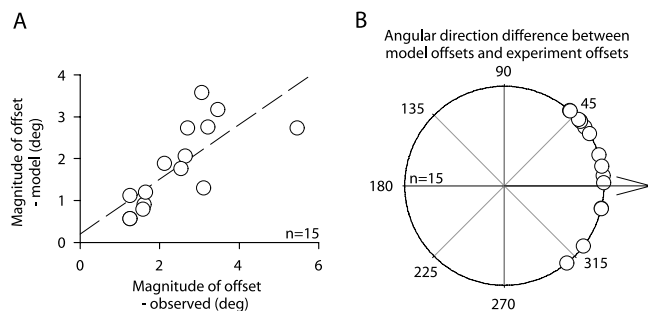 A
4
3
2
1
0
Magnitude of offset
- model (deg)
n=15
0
2
4
6
Magnitude of offset
- observed (deg)
B
Angular direction difference between
model offsets and experiment offsets
90
135
45
180
n=15
225
315
270